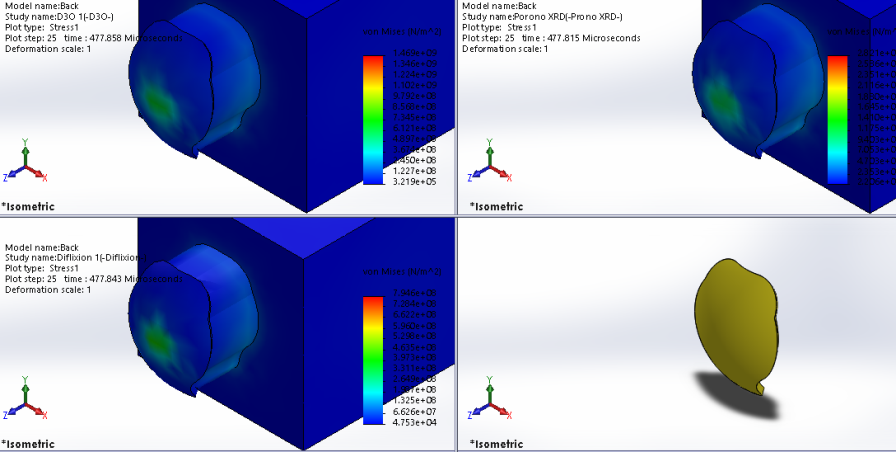 Model name:Back
Study name:D3O 1(-D3O-)
Plot type: Stress1
Plot step: 25 time : 477.858 Microseconds
Deformation scale: 1
von Mises (N/m^2)
1.469e+09
1.346e+09
1.224e+09
1.102e+09
9.792e+08
8.568e+08
7.345e+08
6.121e+08
4.897e+08
3.674e+08
2.450e+08
1.227e+08
3.219e+05
Y
Z
X
*Isometric
Model name:Back
Study name:Porono XRD(-Prono XRD-)
Plot type: Stress1
Plot step: 25 time : 477.815 Microseconds
Deformation scale: 1
von Mises
Y
Z
X
*Isometric
Model name:Back
Study name:Diflixion 1(-Diflixion
Plot type: Stress1
Plot step: 25 time : 477.843 Microseconds
Deformation scale: 1
von Mises (N/m^2)
7.946e+08
7.284e+08
6.622e+08
5.960e+08
5.298e+08
4.635e+08
3.973e+08
3.311e+08
2.649e+08
1.987e+08
1.325e+08
6.626e+07
4.753e+04
Y
Z
X
*Isometric
Y
Z
X
*Isometric